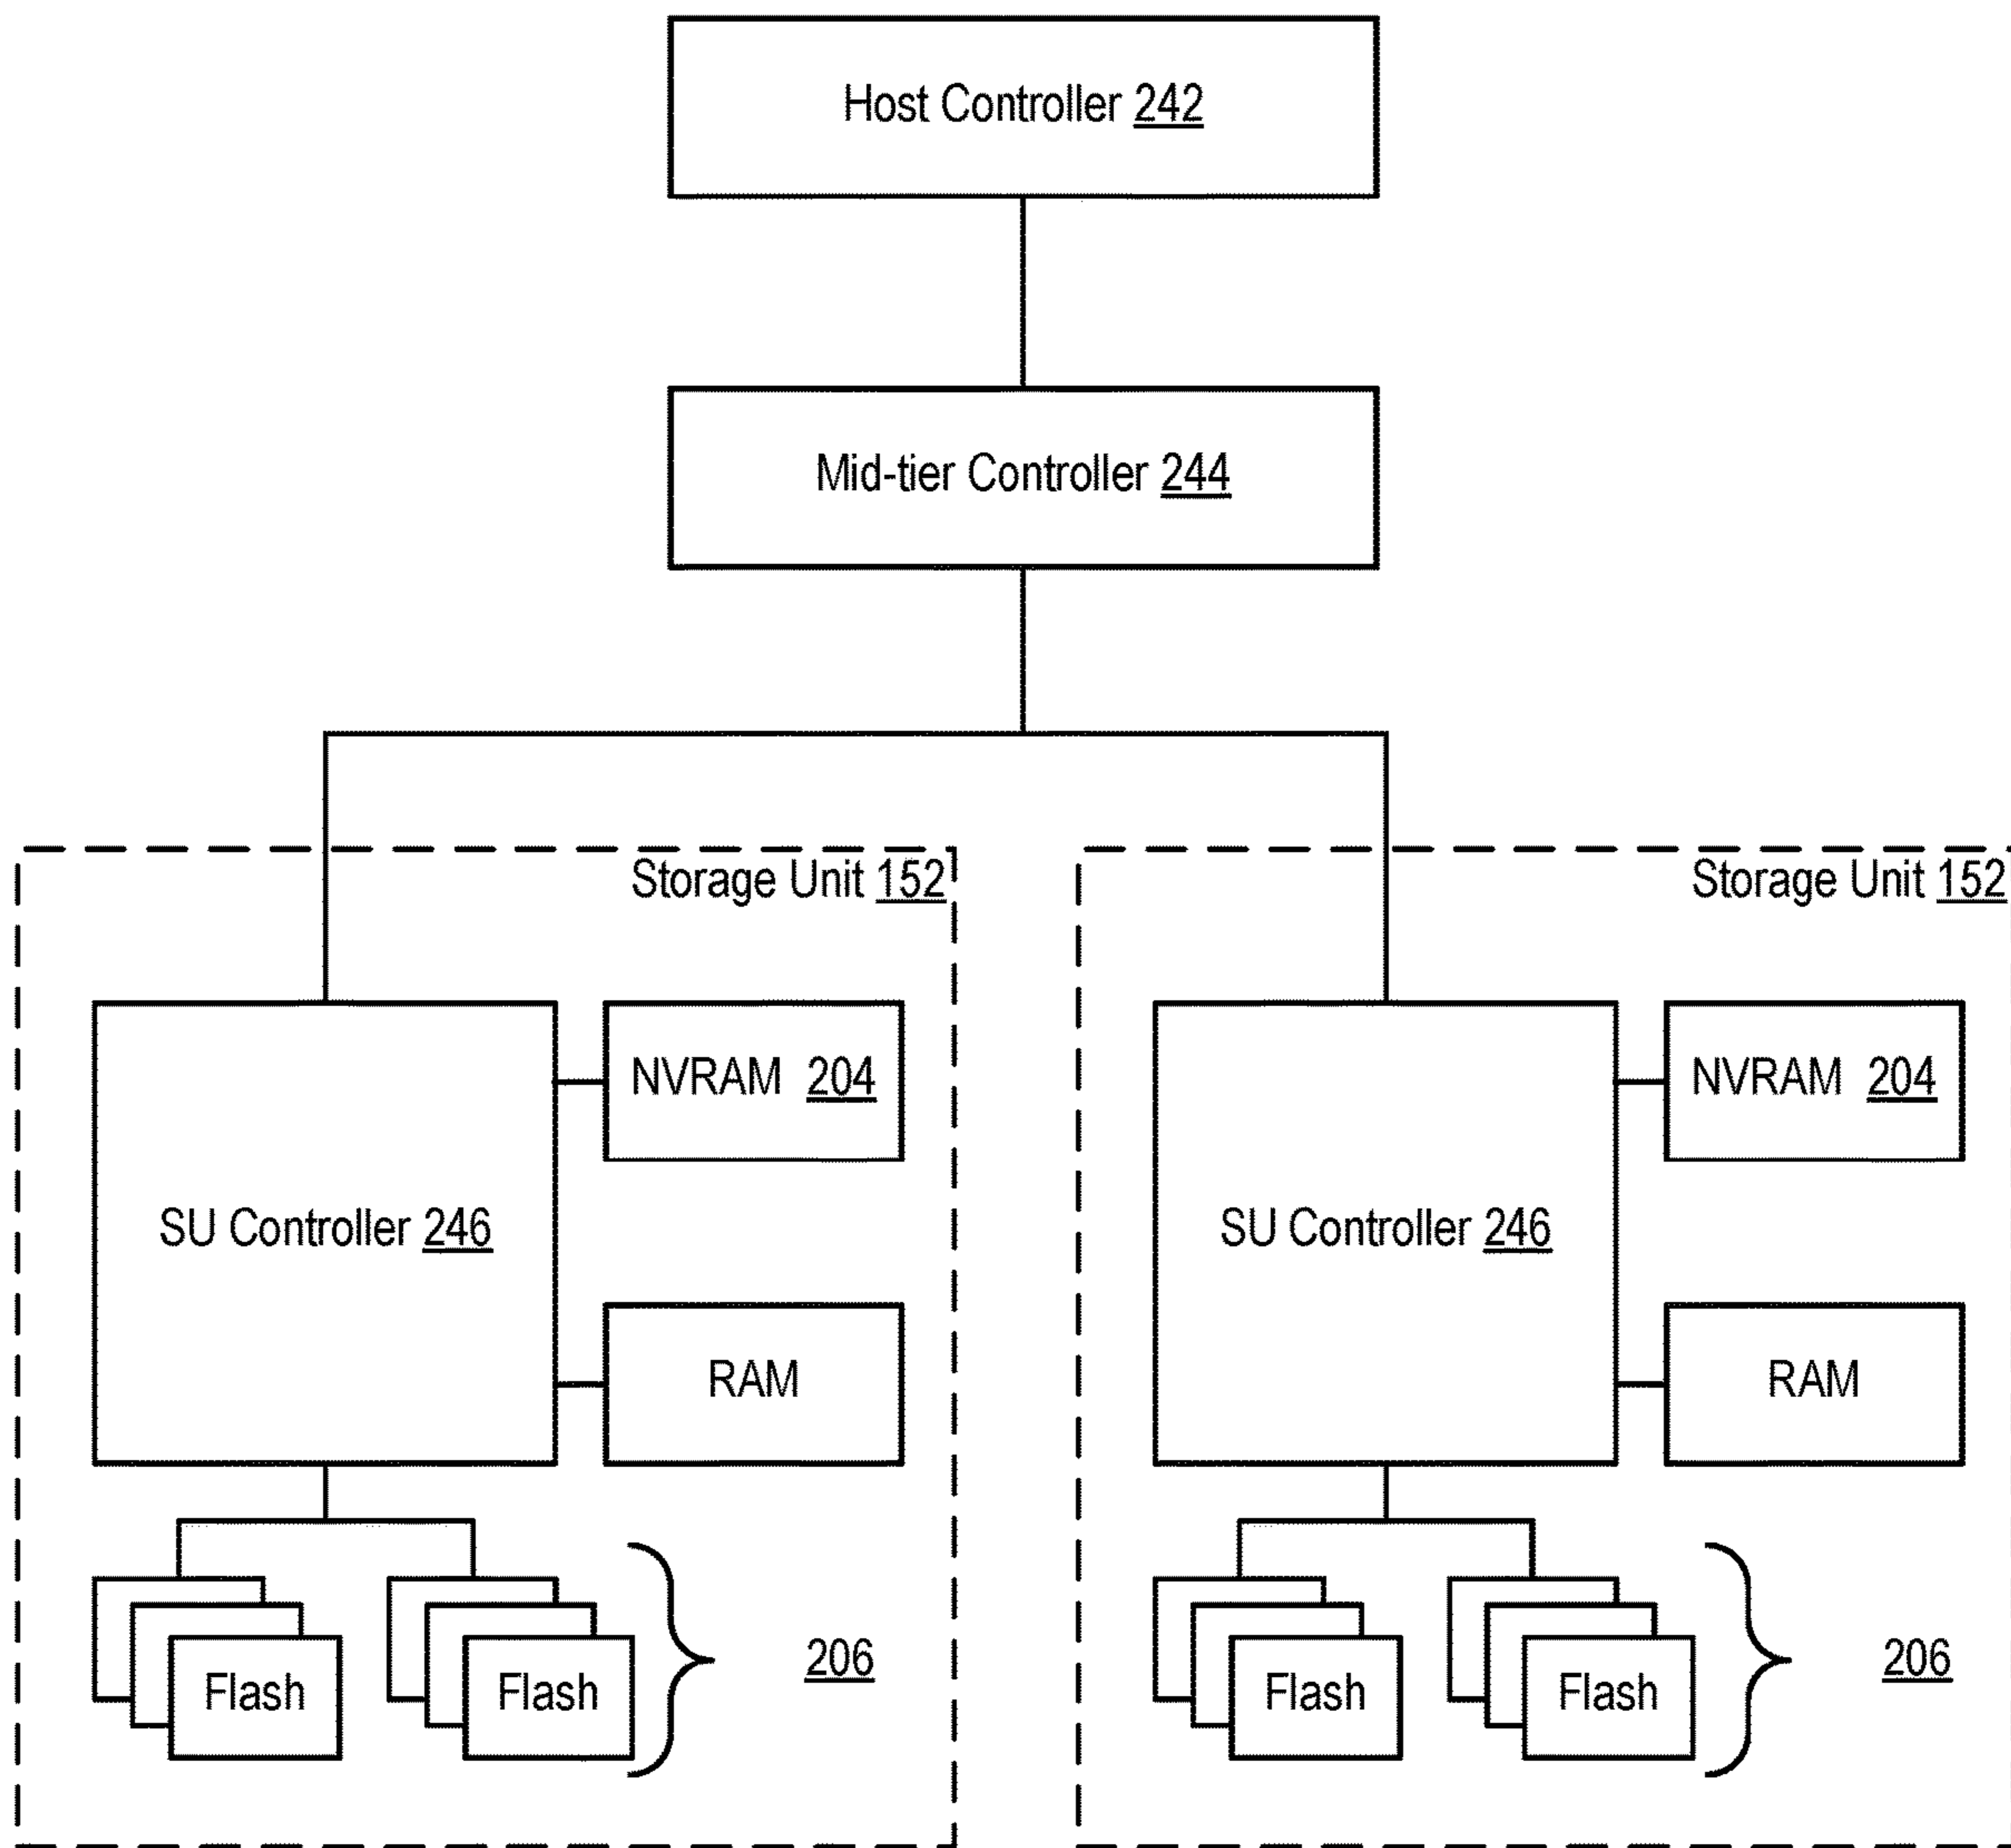 Host Controller 242
Mid-tier Controller 244
Storage Unit 152
SU Controller 246
NVRAM 204
RAM
Flash
Flash
206
Storage Unit 152
SU Controller 246
NVRAM 204
RAM
Flash
Flash
206